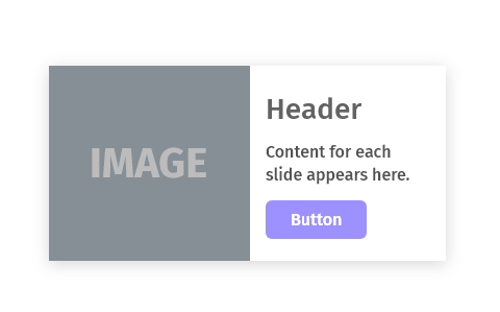 IMAGE
Header
Content for each
slide appears here.
Button